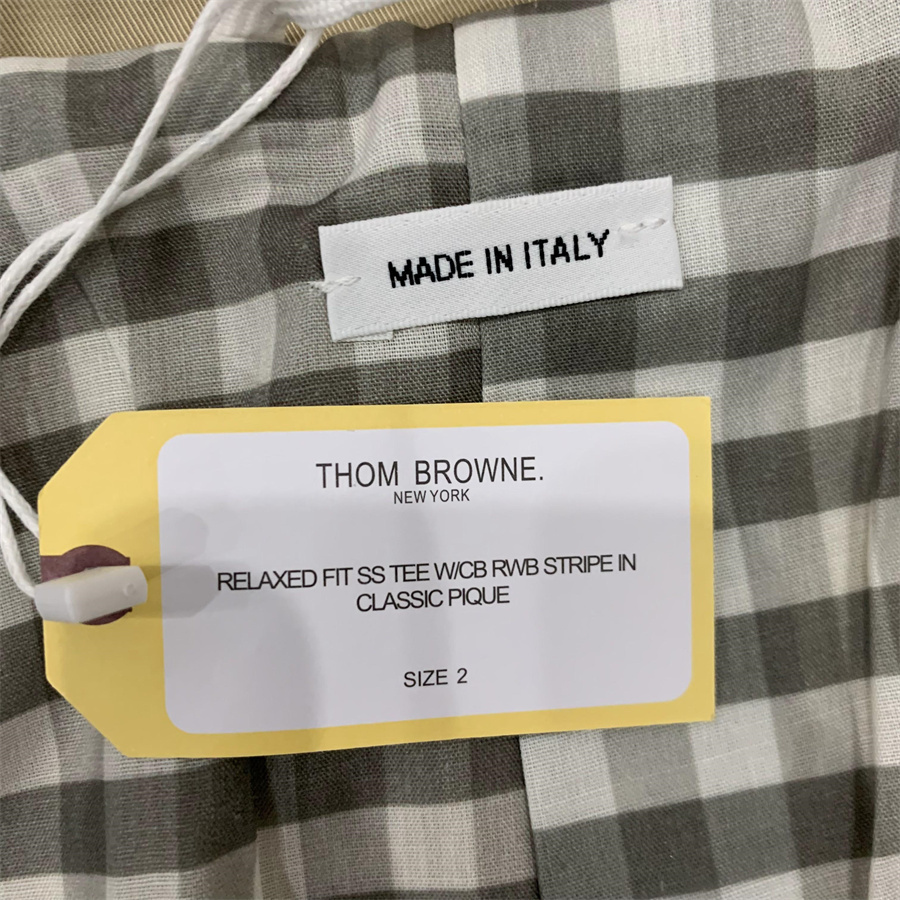 MADE IN ITALY
THOM BROWNE.
NEW YORK
RELAXED FIT SS TEE W/CB RWB STRIPE IN
CLASSIC PIQUE
SIZE 2